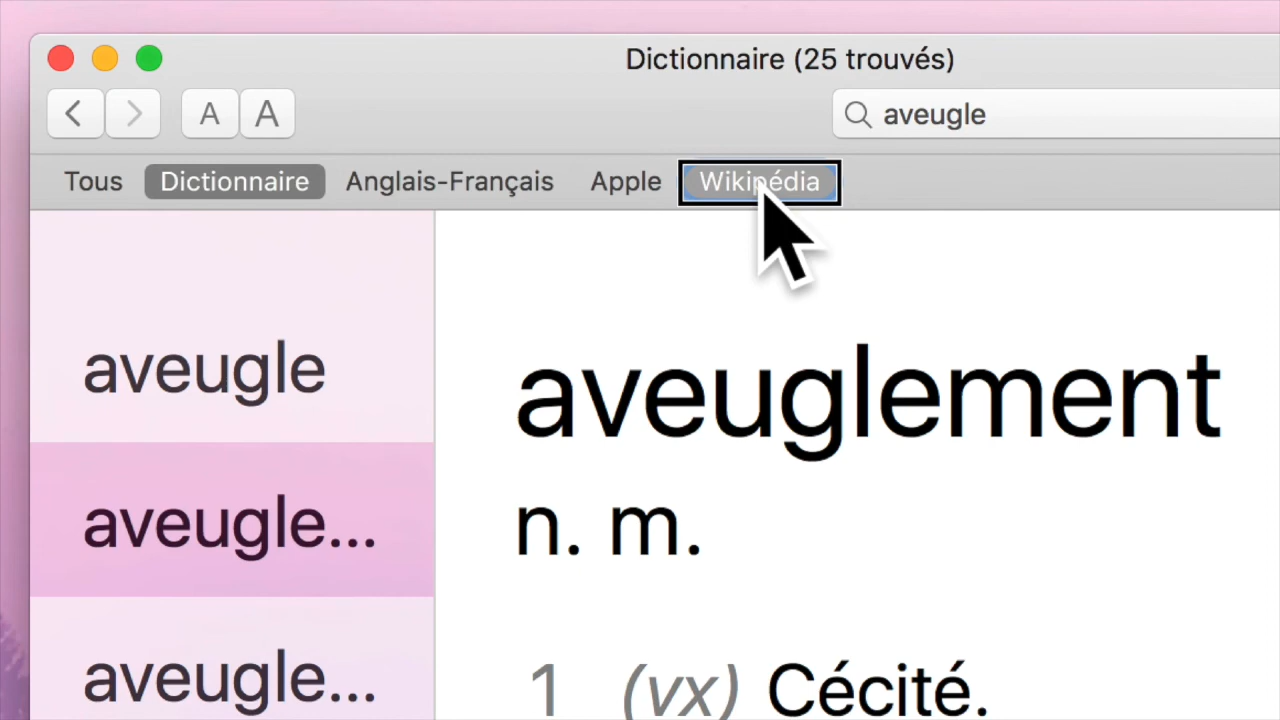 Dictionnaire (25 trouvés)
A A
aveugle
Tous Dictionnaire Anglais-Français Apple Wikipédia
aveugle
aveugle...
aveugle...
aveuglement
n. m.
1 (vx) Cécité.